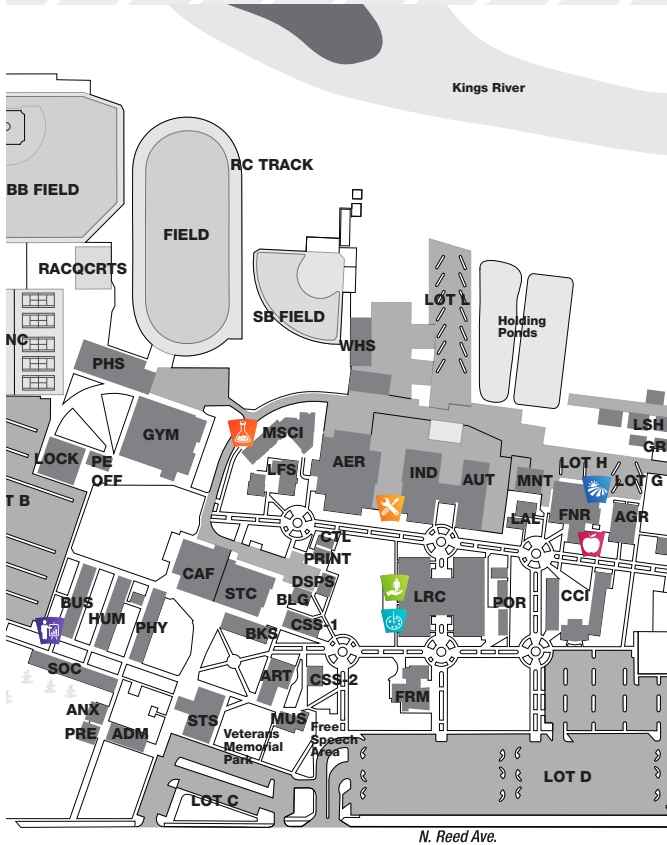 Kings River
RC TRACK
BB FIELD
FIELD
RACQCRTS
LOT L
SB FIELD
Holding
Ponds
NC
WHS
PHS
LSH
GYM
MSCI
GR
LOCK
PE
OFF
LFS
AER
IND
AUT
MNT
LOT H
LOT G
T B
LAL
FNR
AGR
CTL
PRINT
CAF
STC
DSPS
BLG
LRC
POR
CCI
BUS
HUM
PHY
BKS
CSS-1
SOC
ART
CSS-2
FRM
ANX
PRE
ADM
STS
MUS
Veterans
Memorial
Park
Free
Speech
Area
LOT D
LOT C
N. Reed Ave.